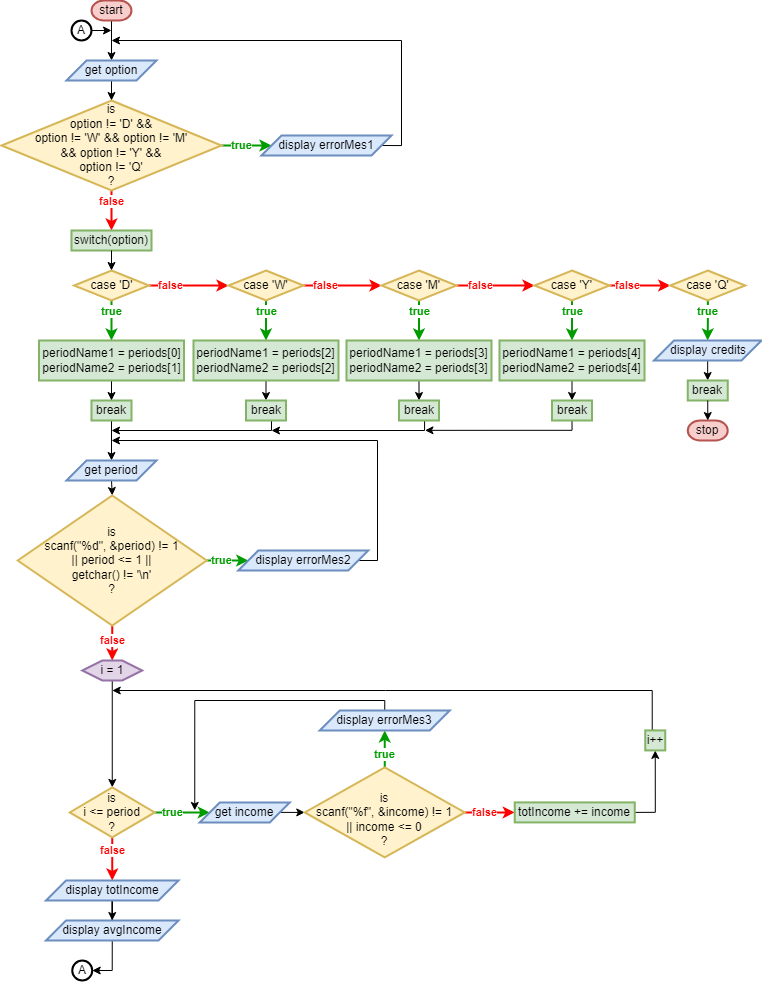 start
A
get option
is
option != 'D' &&
option != 'W' && option != 'M'
&& option != 'Y' &&
option != 'Q'
?
true
display errorMes1
false
switch(option)
case 'D'
false
case 'W'
false
case 'M'
false
case 'Y'
false
case 'Q'
true
true
true
true
true
periodName1 = periods[0]
periodName2 = periods[1]
periodName1 = periods[2]
periodName2 = periods[2]
periodName1 = periods[3]
periodName2 = periods[3]
periodName1 = periods[4]
periodName2 = periods[4]
display credits
break
break
break
break
break
stop
get period
is
scanf("%d", &period) != 1
|| period <= 1 ||
getchar() != '\n'
?
true
display errorMes2
false
i = 1
display errorMes3
i++
true
is
i <= period
?
true
get income
is
scanf("%f", &income) != 1
|| income <= 0
?
false
totIncome += income
false
display totIncome
display avgIncome
A